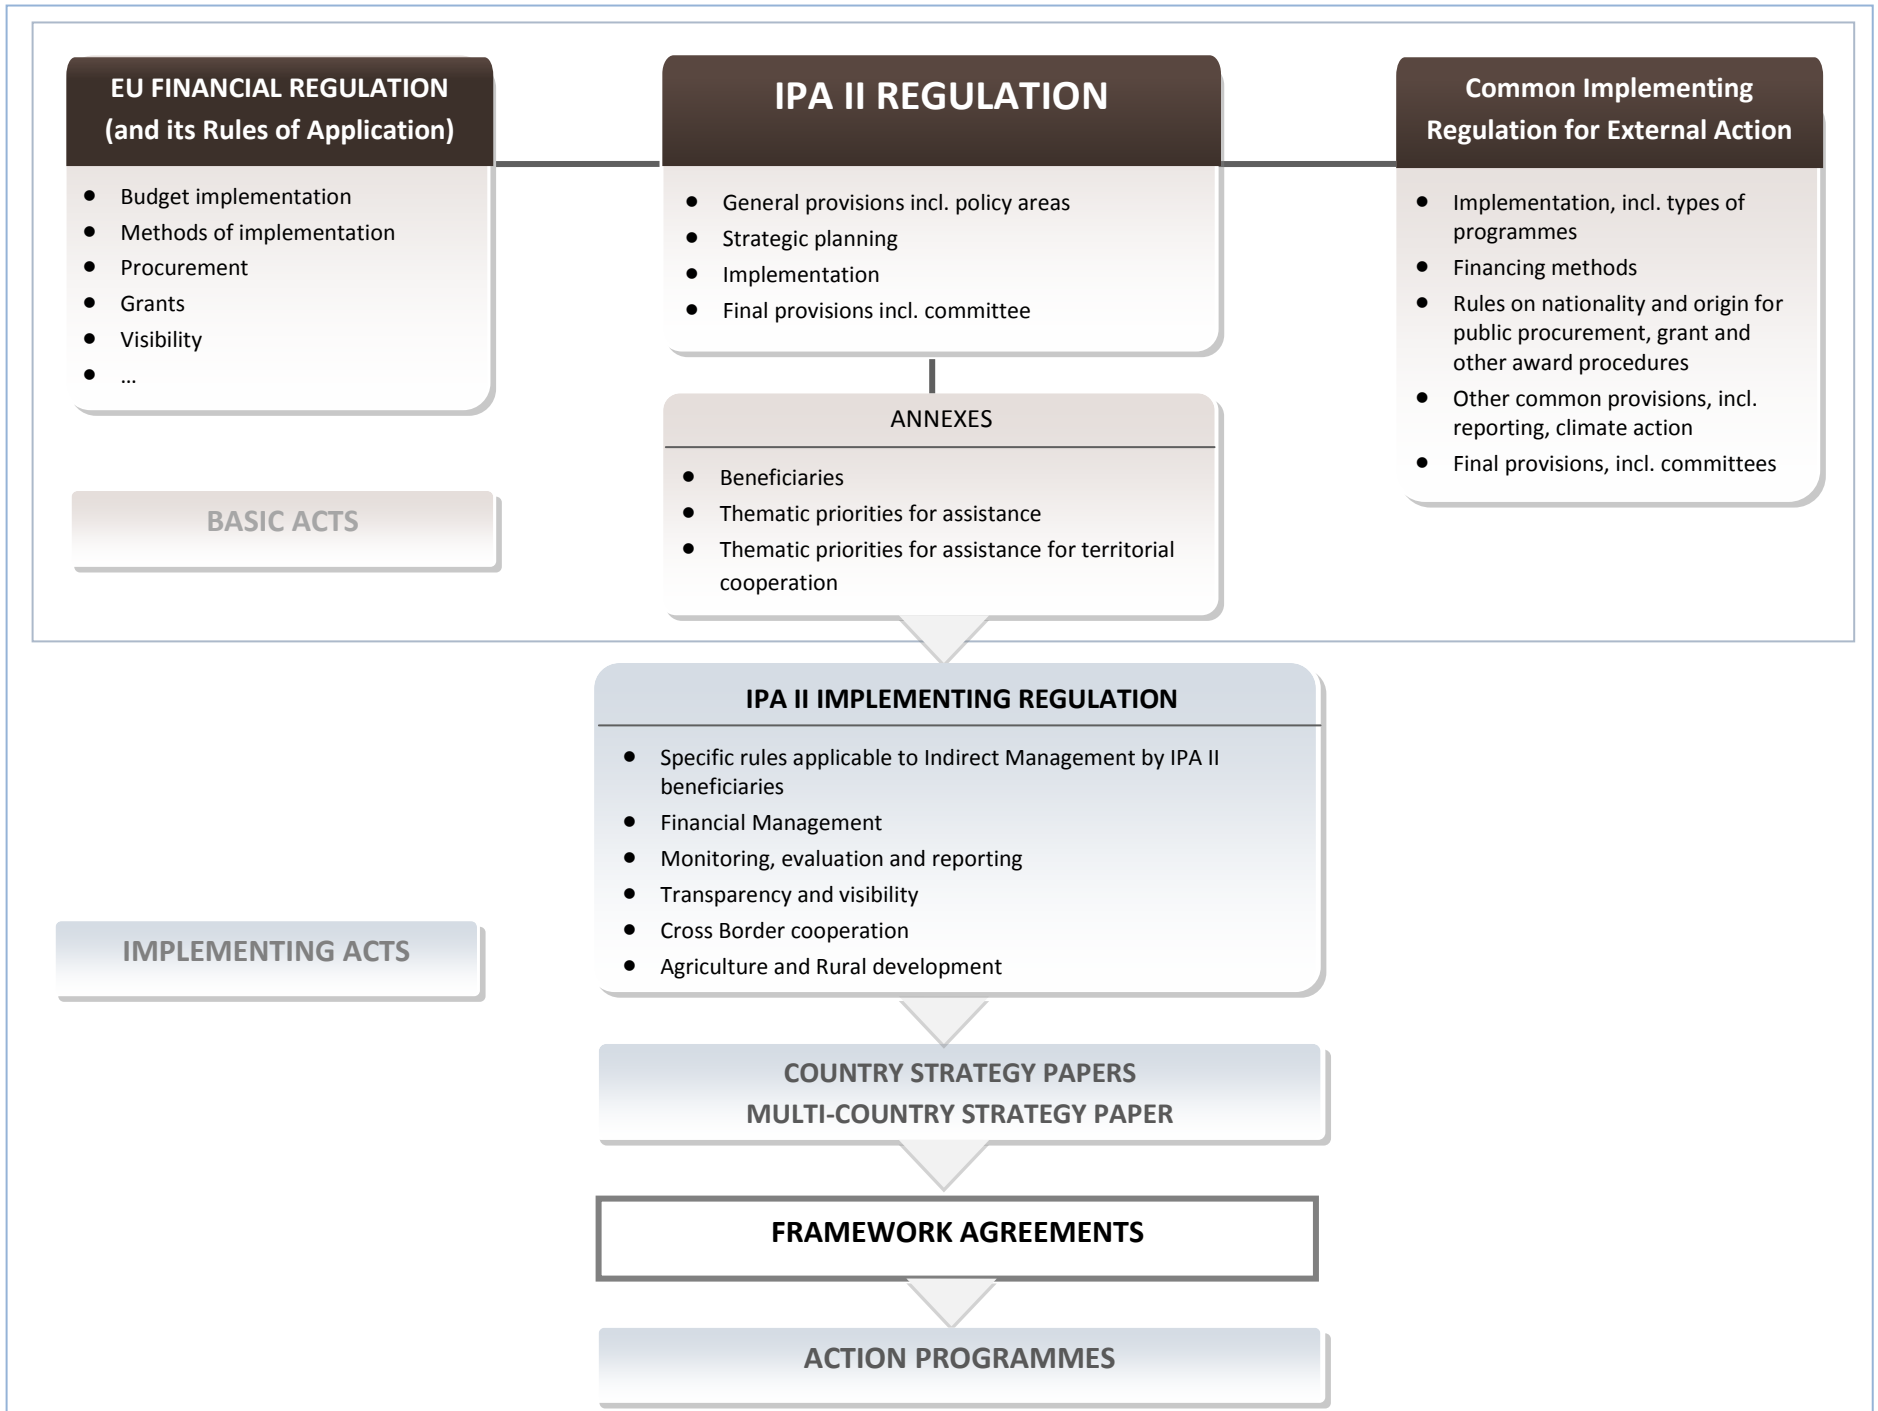 EU FINANCIAL REGULATION
(and its Rules of Application)
• Budget implementation
• Methods of implementation
• Procurement
• Grants
• Visibility
• ...
BASIC ACTS
IPA II REGULATION
• General provisions incl. policy areas
• Strategic planning
• Implementation
• Final provisions incl. committee
ANNEXES
• Beneficiaries
• Thematic priorities for assistance
• Thematic priorities for assistance for territorial
cooperation
Common Implementing
Regulation for External Action
• Implementation, incl. types of
programmes
• Financing methods
• Rules on nationality and origin for
public procurement, grant and
other award procedures
• Other common provisions, incl.
reporting, climate action
• Final provisions, incl. committees
IPA II IMPLEMENTING REGULATION
• Specific rules applicable to Indirect Management by IPA II
beneficiaries
• Financial Management
• Monitoring, evaluation and reporting
• Transparency and visibility
• Cross Border cooperation
• Agriculture and Rural development
IMPLEMENTING ACTS
COUNTRY STRATEGY PAPERS
MULTI-COUNTRY STRATEGY PAPER
FRAMEWORK AGREEMENTS
ACTION PROGRAMMES